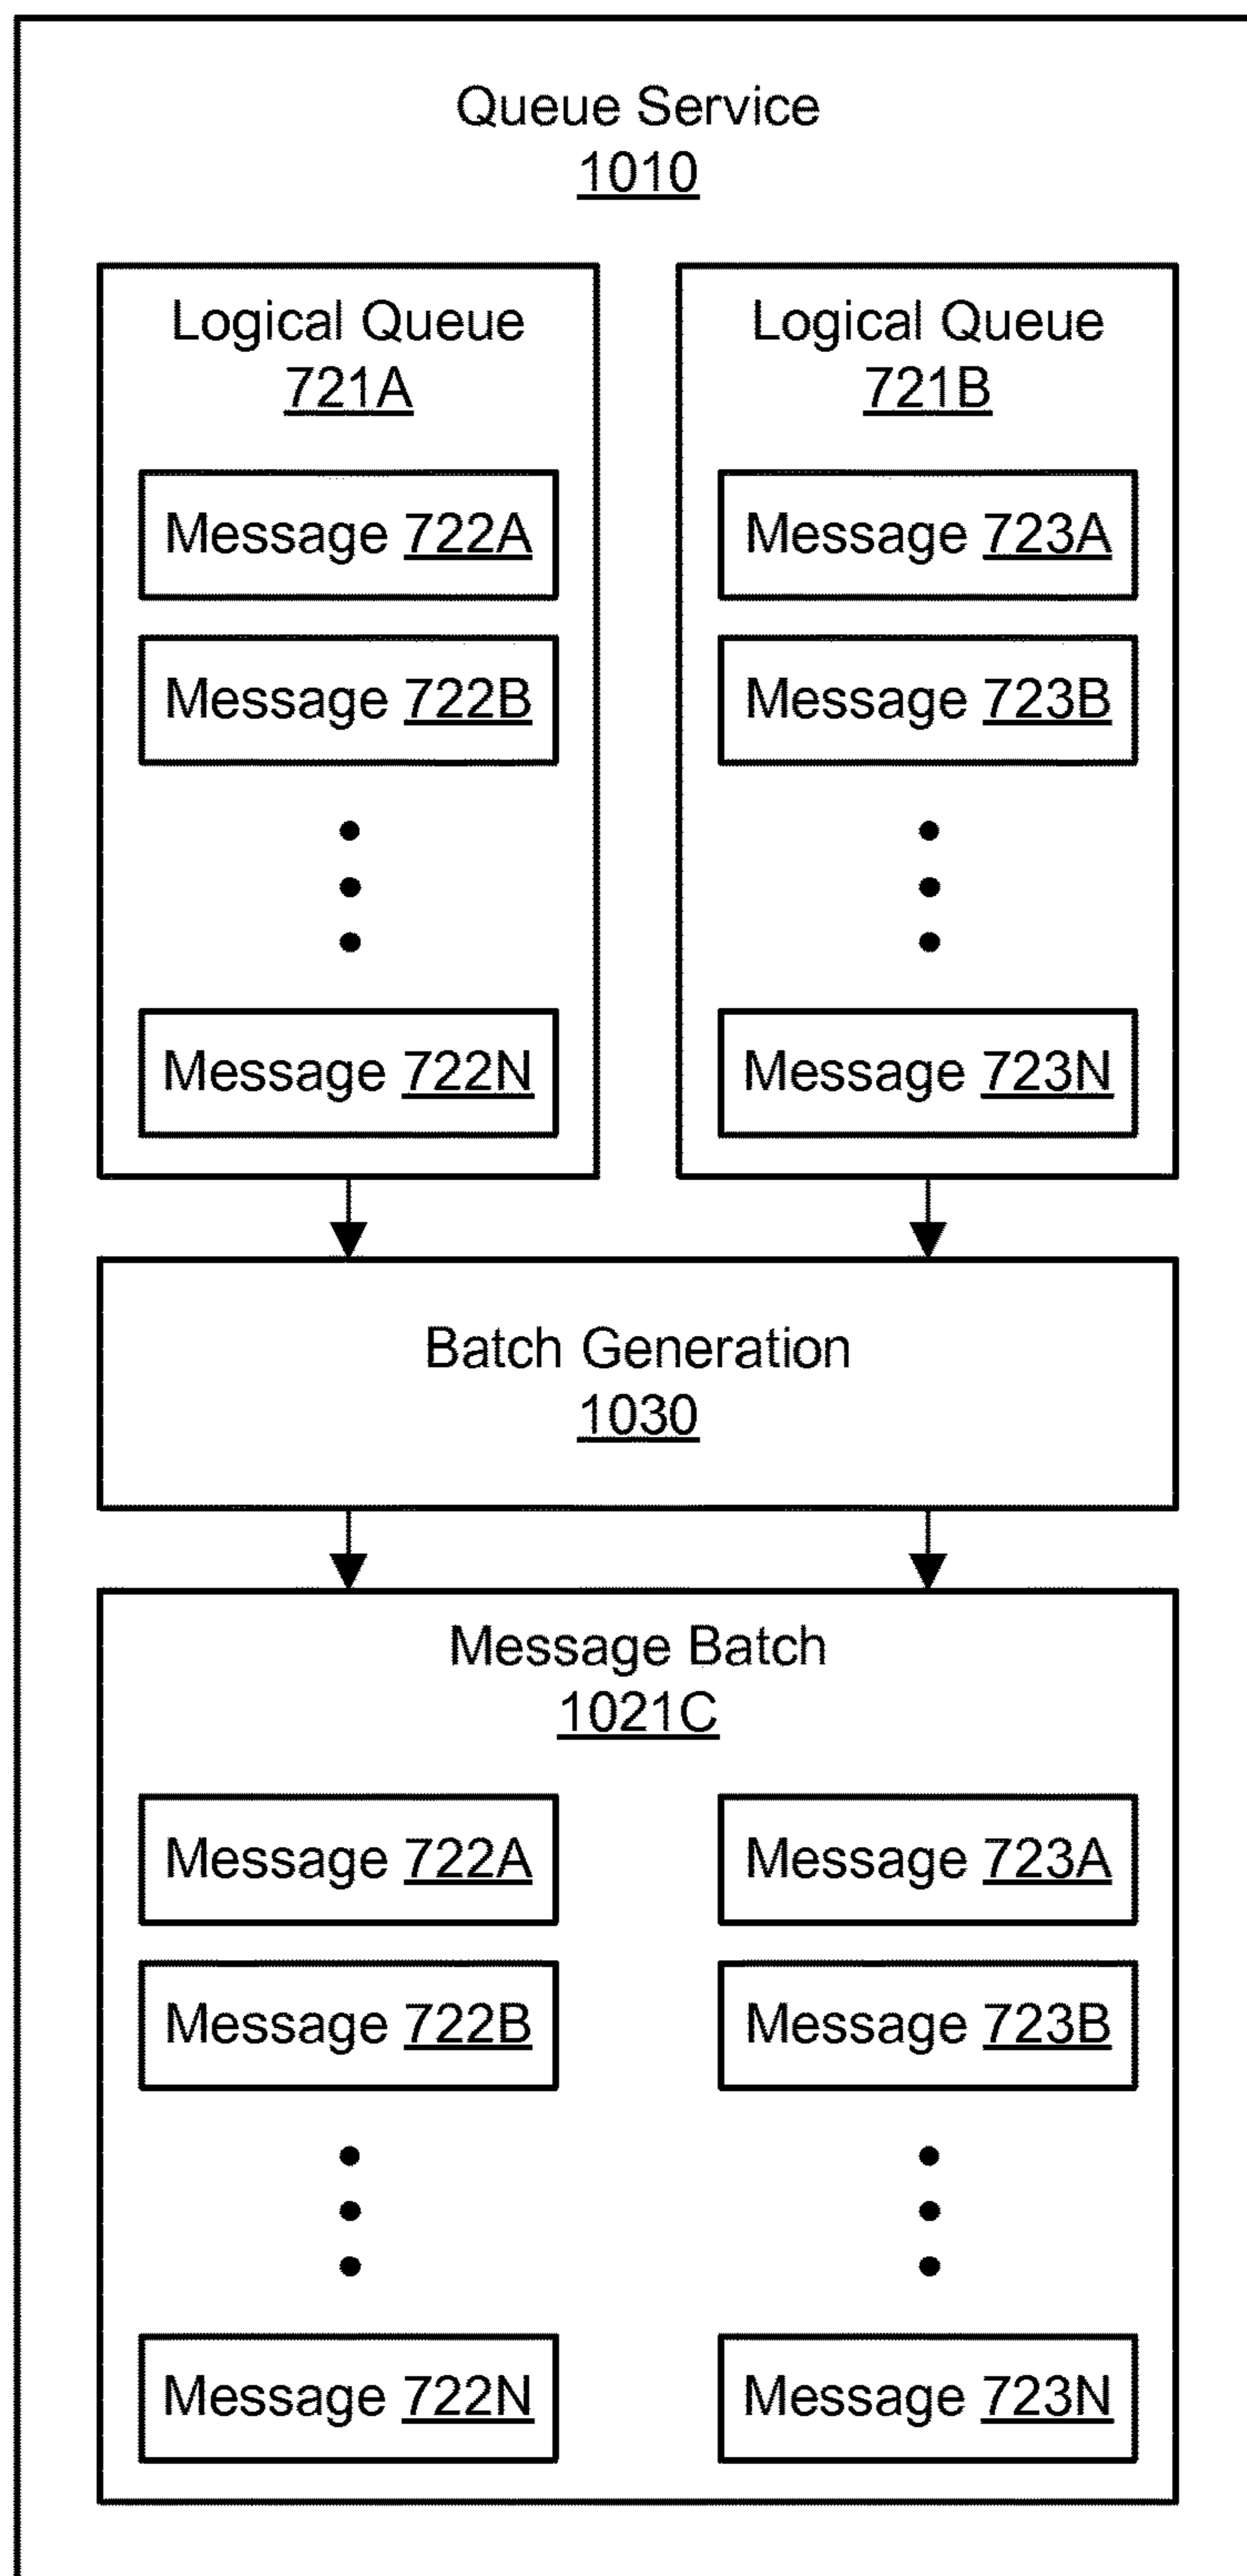 Queue Service
1010
Logical Queue
721A
Message 722A
Message 722B
Message 722N
Logical Queue
721B
Message 723A
Message 723B
Message 723N
Batch Generation
1030
Message Batch
1021C
Message 722A
Message 722B
Message 722N
Message 723A
Message 723B
Message 723N